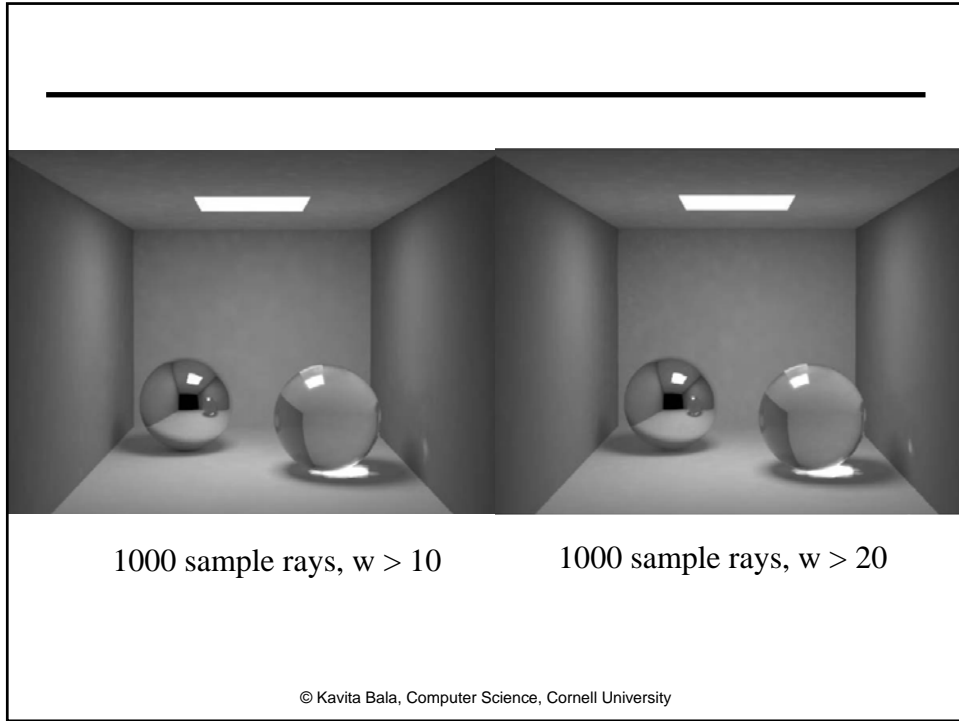 1000 sample rays, w > 10
1000 sample rays, w > 20
© Kavita Bala, Computer Science, Cornell University